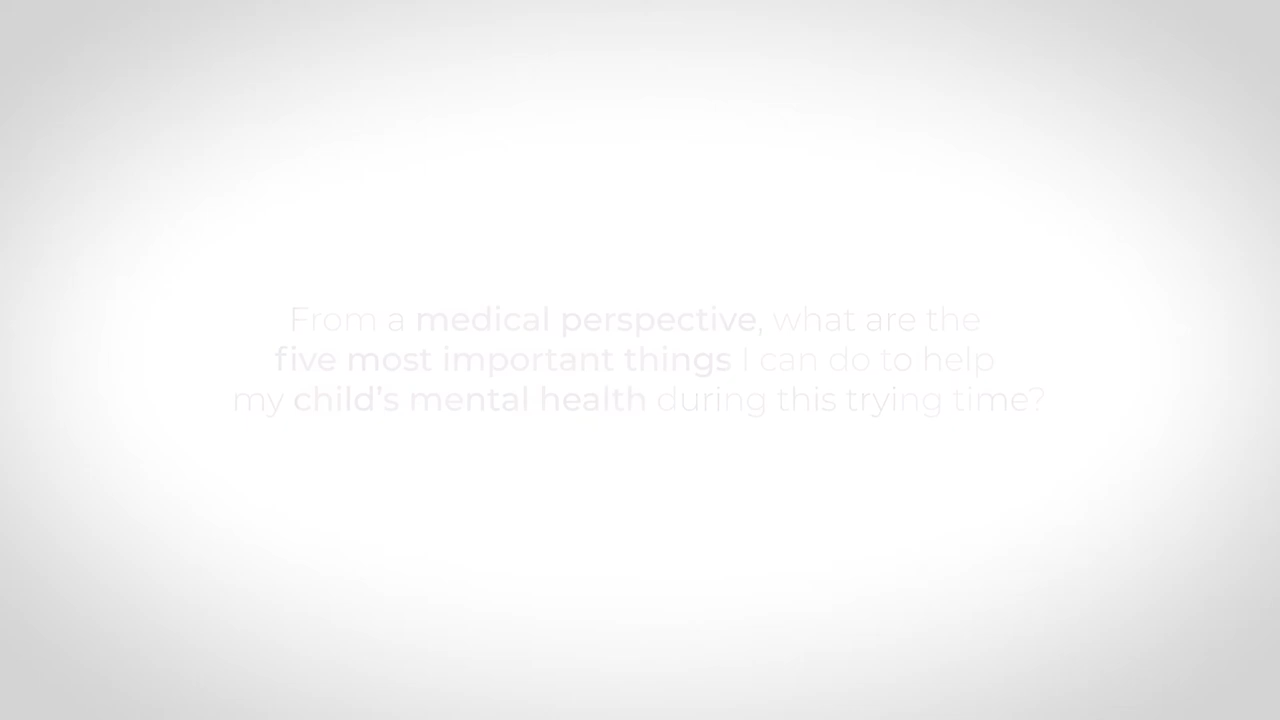 From a medical perspective, what are the
five most important things I can do to help
my child's mental health during this trying time?